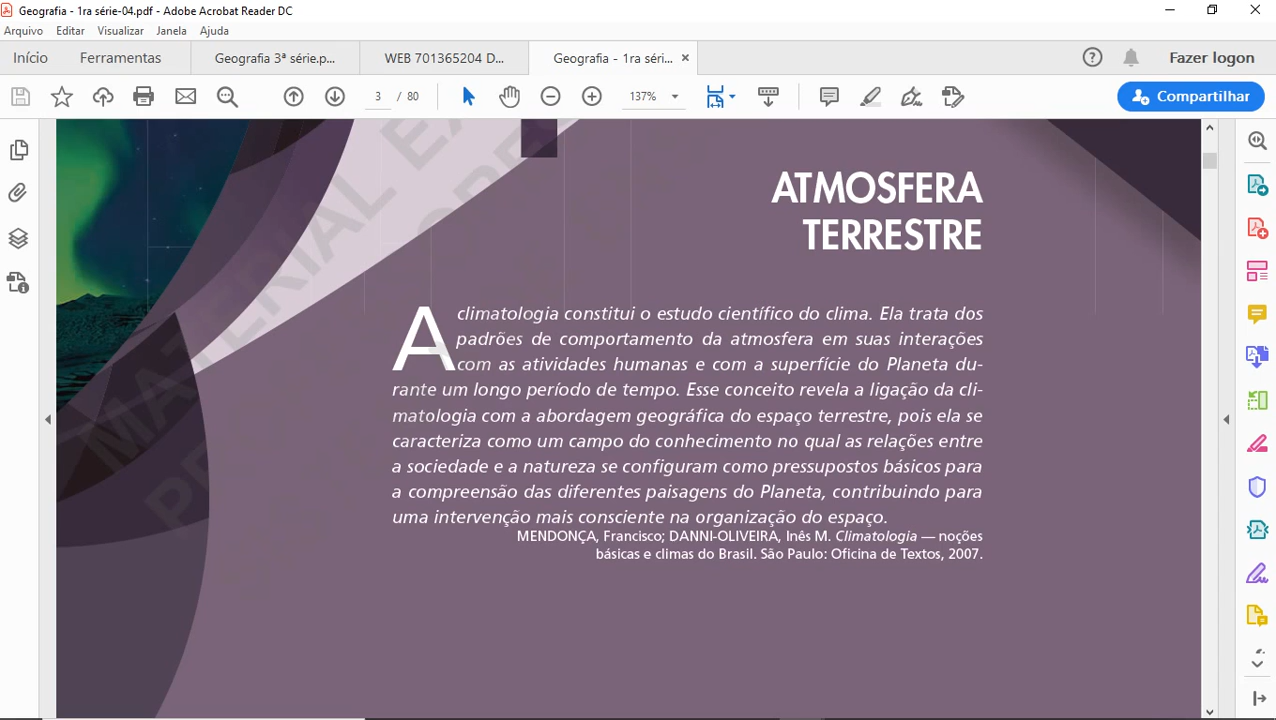 Geografia - 1ra série-04.pdf - Adobe Acrobat Reader DC
Arquivo Editar Visualizar Janela Ajuda
Início Ferramentas Geografia 3ª série.p... WEB 701365204 D... Geografia - 1ra séri... × Fazer logon
3 / 80 137% Compartilhar
ATMOSFERA
TERRESTRE
A climatologia constitui o estudo científico do clima. Ela trata dos
padrões de comportamento da atmosfera em suas interações
com as atividades humanas e com a superfície do Planeta du-
rante um longo período de tempo. Esse conceito revela a ligação da cli-
matologia com a abordagem geográfica do espaço terrestre, pois ela se
caracteriza como um campo do conhecimento no qual as relações entre
a sociedade e a natureza se configuram como pressupostos básicos para
a compreensão das diferentes paisagens do Planeta, contribuindo para
uma intervenção mais consciente na organização do espaço.
MENDONÇA, Francisco; DANNI-OLIVEIRA, Inês M. Climatologia — noções
básicas e climas do Brasil. São Paulo: Oficina de Textos, 2007.
MATERIAL